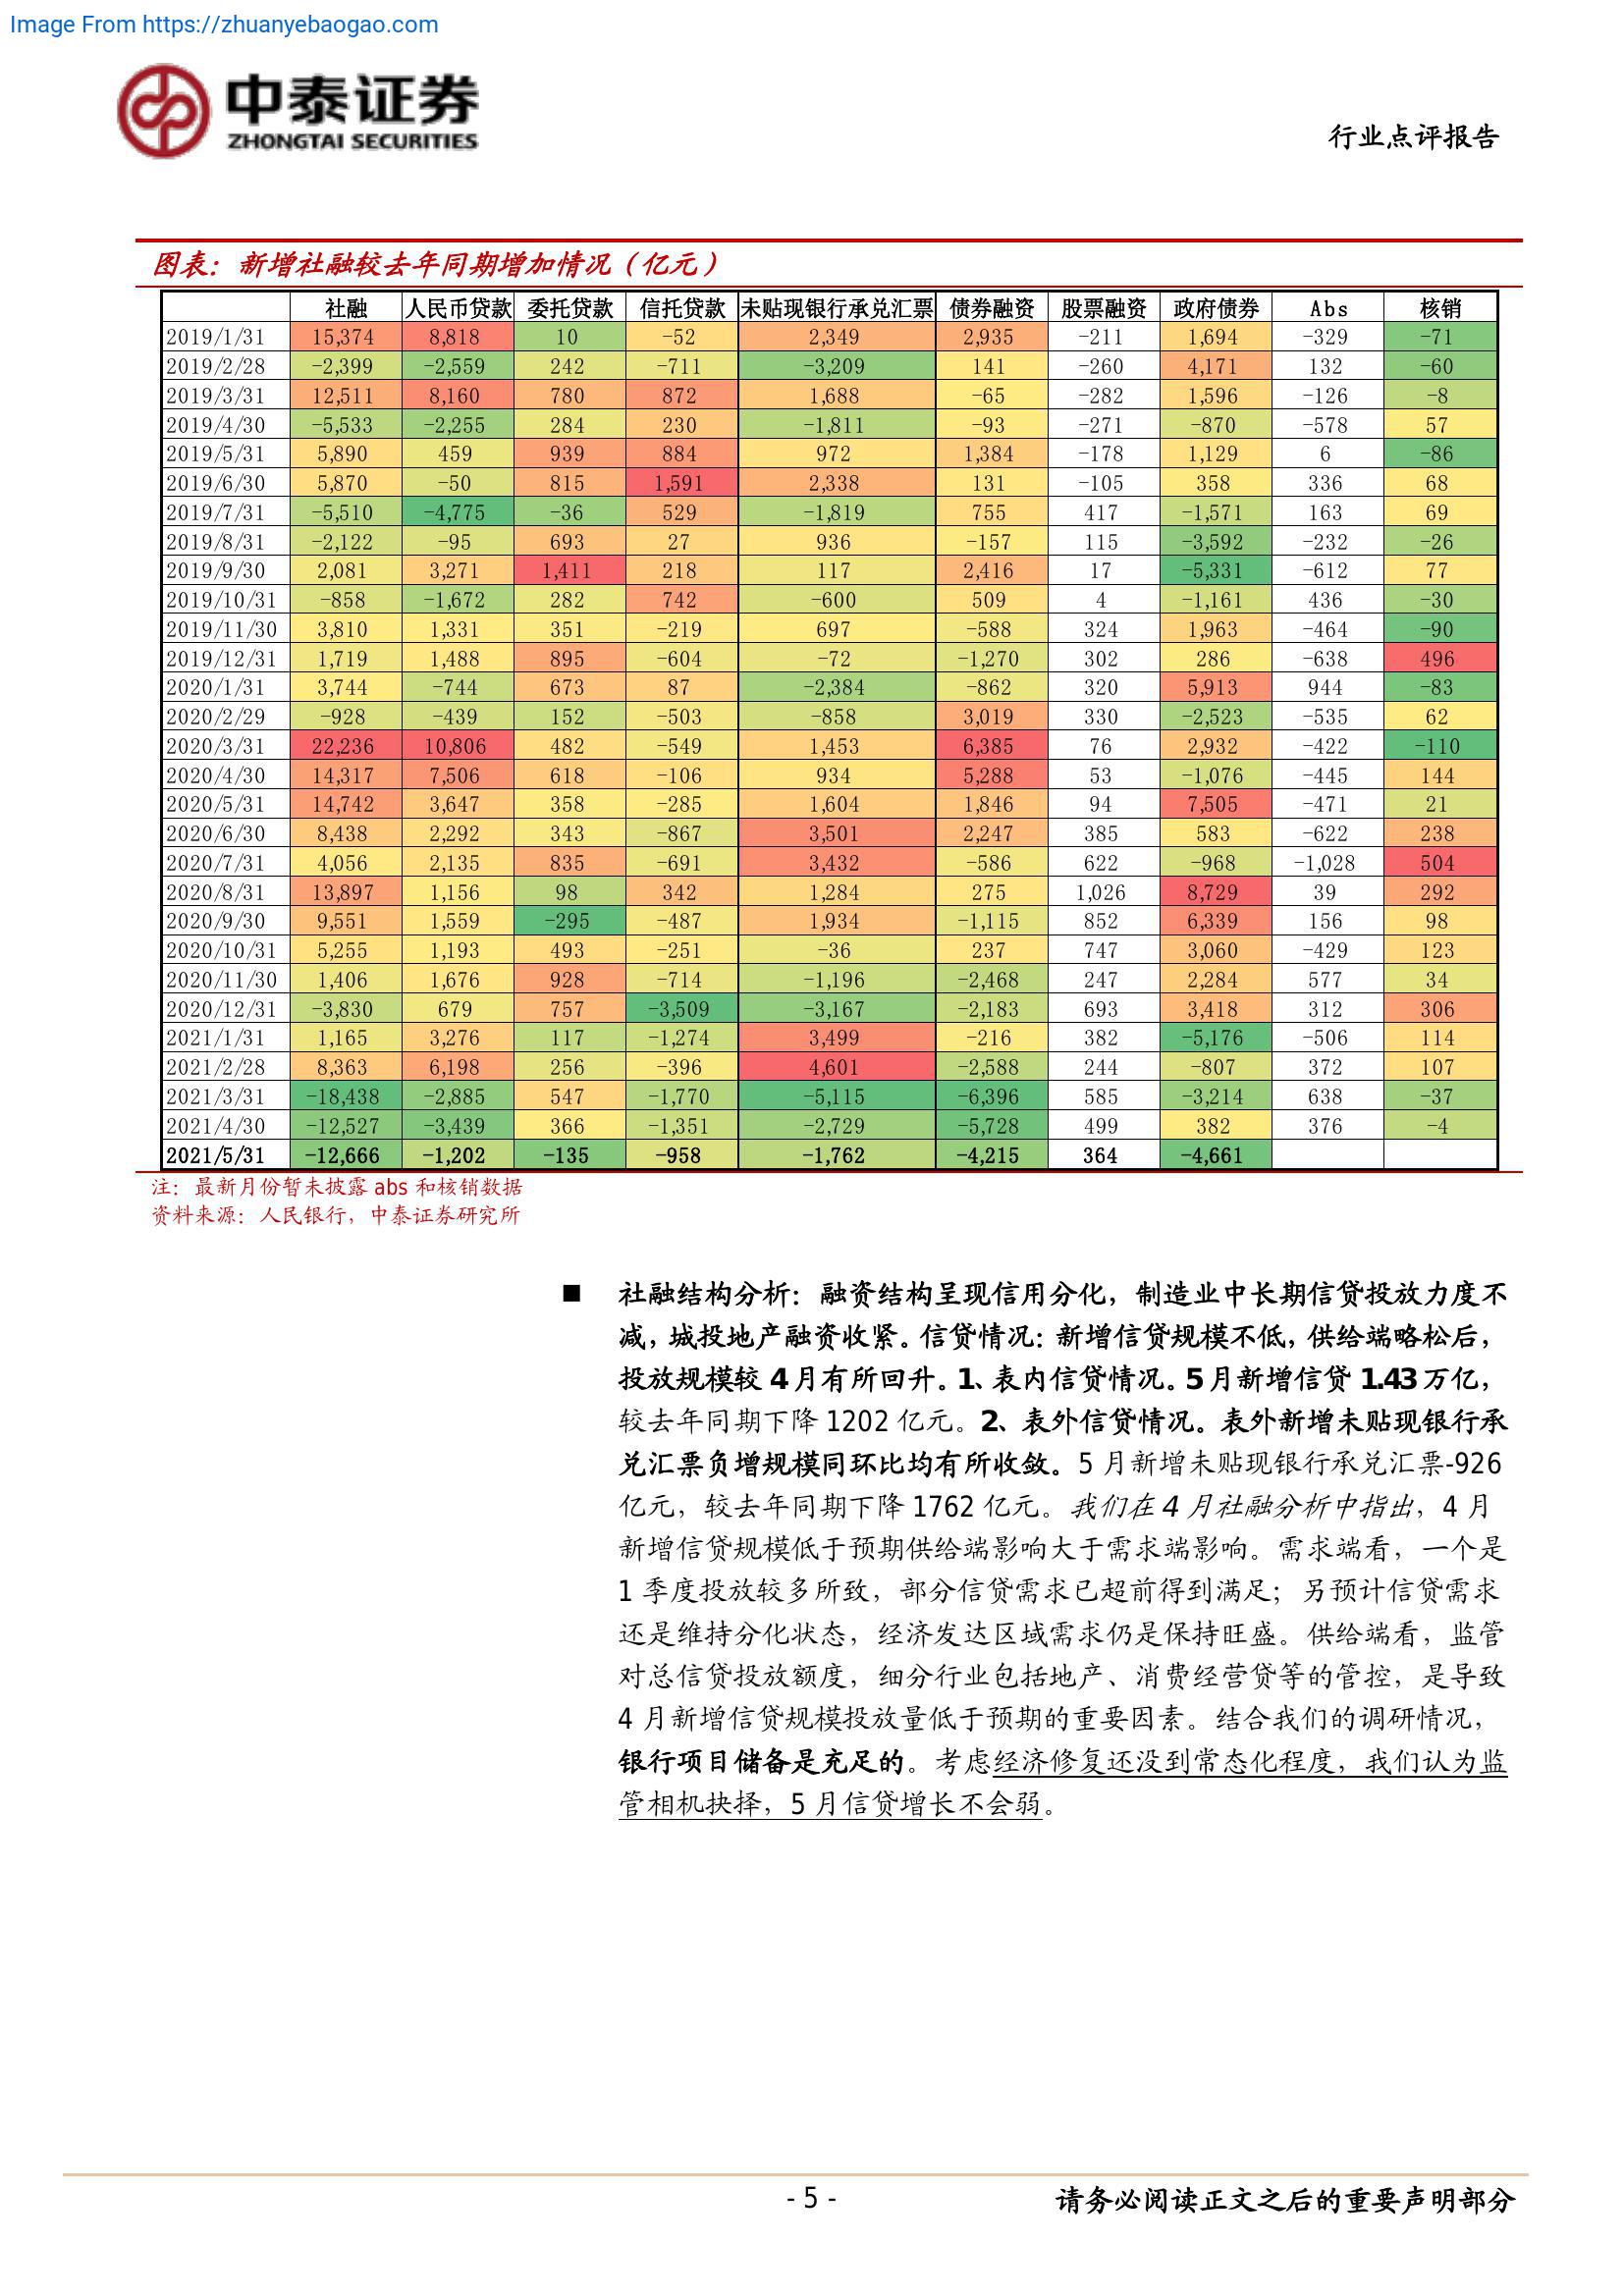 Image From https://zhuanyebaogao.com
中泰证券
ZHONGTAI SECURITIES
行业点评报告
图表：新增社融较去年同期增加情况（亿元）
社融 人民币贷款 委托贷款 信托贷款 未贴现银行承兑汇票 债券融资 股票融资 政府债券 Abs 核销
2019/1/31 15,374 8,818 10 -52 2,349 2,935 -211 1,694 -329 -71
2019/2/28 -2,399 -2,559 242 -711 -3,209 141 -260 4,171 132 -60
2019/3/31 12,511 8,160 780 872 1,688 -65 -282 1,596 -126 -8
2019/4/30 -5,533 -2,255 284 230 -1,811 -93 -271 -870 -578 57
2019/5/31 5,890 459 939 884 972 1,384 -178 1,129 6 -86
2019/6/30 5,870 -50 815 1,591 2,338 131 -105 358 336 68
2019/7/31 -5,510 -4,775 -36 529 -1,819 755 417 -1,571 163 69
2019/8/31 -2,122 -95 693 27 936 -157 115 -3,592 -232 -26
2019/9/30 2,081 3,271 1,411 218 117 2,416 17 -5,331 -612 77
2019/10/31 -858 -1,672 282 742 -600 509 4 -1,161 436 -30
2019/11/30 3,810 1,331 351 -219 697 -588 324 1,963 -464 -90
2019/12/31 1,719 1,488 895 -604 -72 -1,270 302 286 -638 496
2020/1/31 3,744 -744 673 87 -2,384 -862 320 5,913 944 -83
2020/2/29 -928 -439 152 -503 -858 3,019 330 -2,523 -535 62
2020/3/31 22,236 10,806 482 -549 1,453 6,385 76 2,932 -422 -110
2020/4/30 14,317 7,506 618 -106 934 5,288 53 -1,076 -445 144
2020/5/31 14,742 3,647 358 -285 1,604 1,846 94 7,505 -471 21
2020/6/30 8,438 2,292 343 -867 3,501 2,247 385 583 -622 238
2020/7/31 4,056 2,135 835 -691 3,432 -586 622 -968 -1,028 504
2020/8/31 13,897 1,156 98 342 1,284 275 1,026 8,729 39 292
2020/9/30 9,551 1,559 -295 -487 1,934 -1,115 852 6,339 156 98
2020/10/31 5,255 1,193 493 -251 -36 237 747 3,060 -429 123
2020/11/30 1,406 1,676 928 -714 -1,196 -2,468 247 2,284 577 34
2020/12/31 -3,830 679 757 -3,509 -3,167 -2,183 693 3,418 312 306
2021/1/31 1,165 3,276 117 -1,274 3,499 -216 382 -5,176 -506 114
2021/2/28 8,363 6,198 256 -396 4,601 -2,588 244 -807 372 107
2021/3/31 -18,438 -2,885 547 -1,770 -5,115 -6,396 585 -3,214 638 -37
2021/4/30 -12,527 -3,439 366 -1,351 -2,729 -5,728 499 382 376 -4
2021/5/31 -12,666 -1,202 -135 -958 -1,762 -4,215 364 -4,661
注：最新月份暂未披露 abs 和核销数据
资料来源：人民银行，中泰证券研究所
■ 社融结构分析：融资结构呈现信用分化，制造业中长期信贷投放力度不
减，城投地产融资收紧。信贷情况：新增信贷规模不低，供给端略松后，
投放规模较 4 月有所回升。1、表内信贷情况。5 月新增信贷 1.43 万亿，
较去年同期下降 1202 亿元。2、表外信贷情况。表外新增未贴现银行承
兑汇票负增规模同环比均有所收敛。5 月新增未贴现银行承兑汇票-926
亿元，较去年同期下降 1762 亿元。我们在 4 月社融分析中指出，4 月
新增信贷规模低于预期供给端影响大于需求端影响。需求端看，一个是
1 季度投放较多所致，部分信贷需求已超前得到满足；另预计信贷需求
还是维持分化状态，经济发达区域需求仍是保持旺盛。供给端看，监管
对总信贷投放额度，细分行业包括地产、消费经营贷等的管控，是导致
4 月新增信贷规模投放量低于预期的重要因素。结合我们的调研情况，
银行项目储备是充足的。考虑经济修复还没到常态化程度，我们认为监
管相机抉择，5 月信贷增长不会弱。
- 5 -
请务必阅读正文之后的重要声明部分